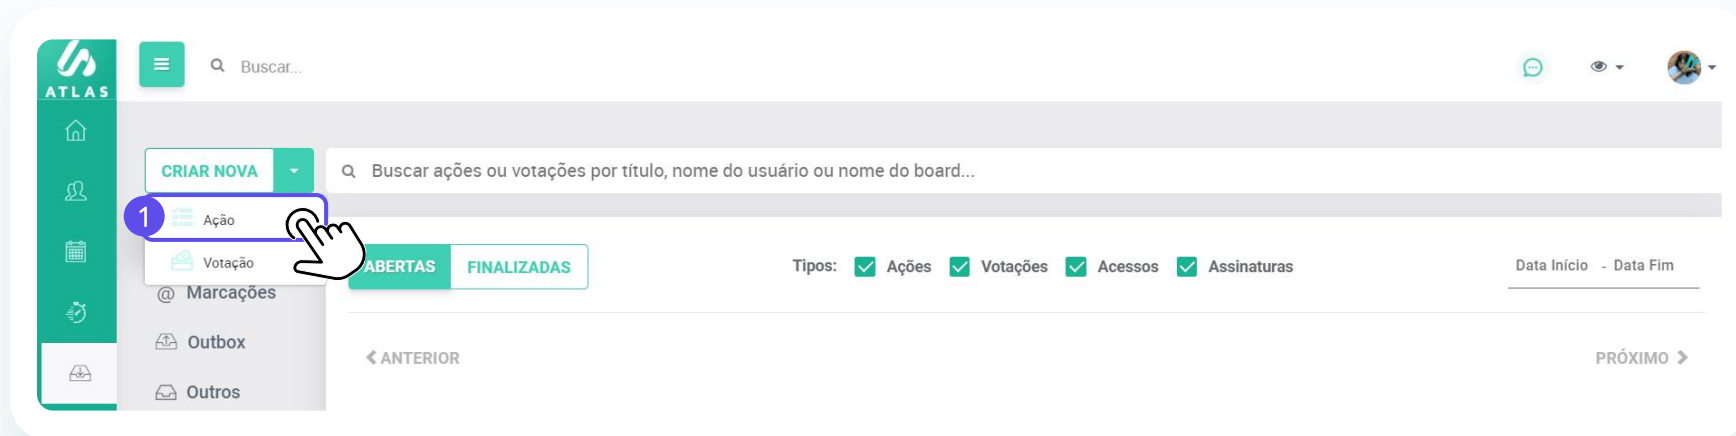 ATLAS
Buscar...
CRIAR NOVA
Buscar ações ou votações por título, nome do usuário ou nome do board...
1 Ação
Votação
ABERTAS FINALIZADAS
Tipos: Ações Votações Acessos Assinaturas
Data Início - Data Fim
@ Marcações
Outbox
Outros
ANTERIOR
PRÓXIMO